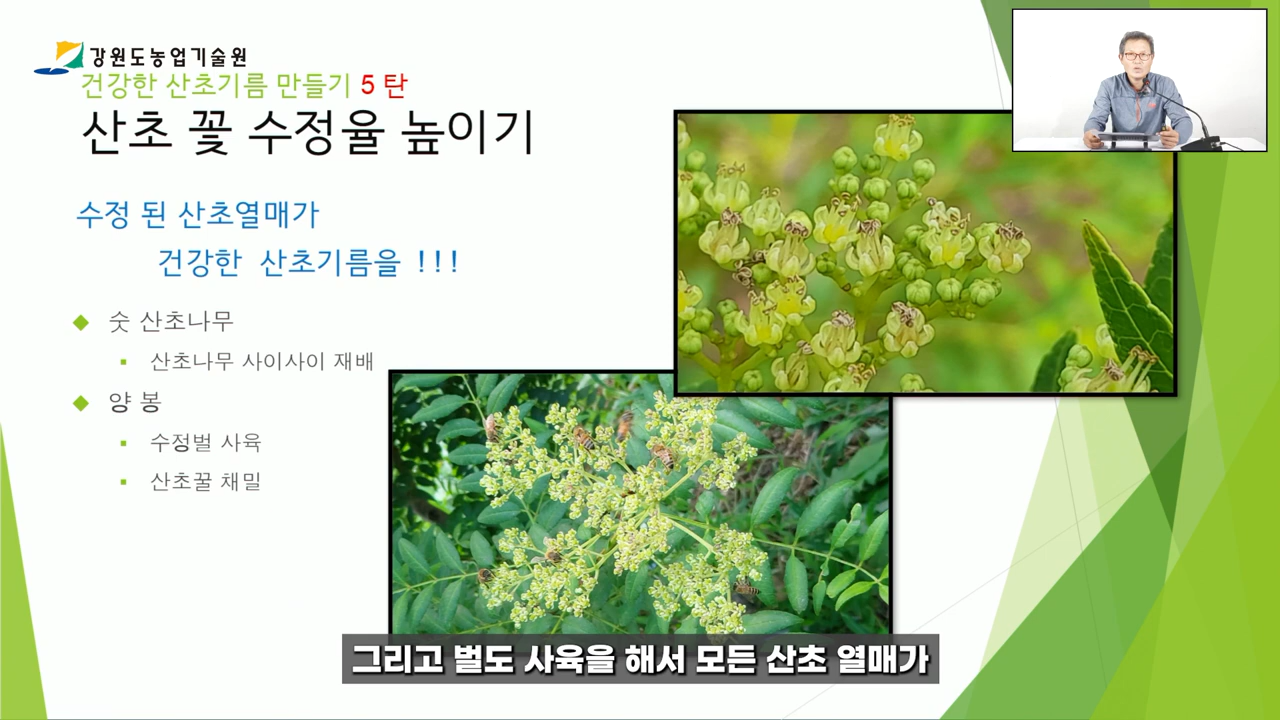 강원도농업기술원
건강한 산초기름 만들기 5 탄
산초 꽃 수정율 높이기
수정 된 산초열매가
건강한 산초기름을 !!!
숫 산초나무
산초나무 사이사이 재배
양 봉
수정벌 사육
산초꿀 채밀
그리고 벌도 사육을 해서 모든 산초 열매가